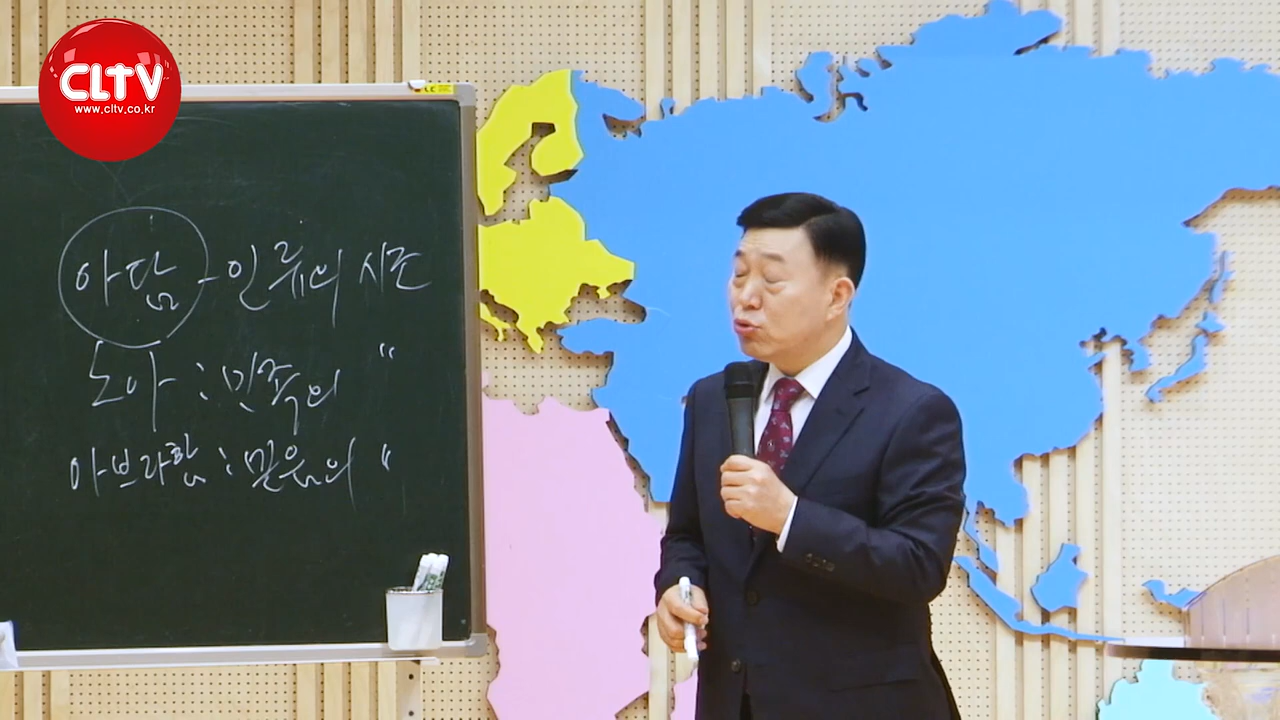 CLTV
www.cltv.co.kr
아담 - 인류의 시조
노아 : 민족의 〃
아브라함 : 믿음의 〃